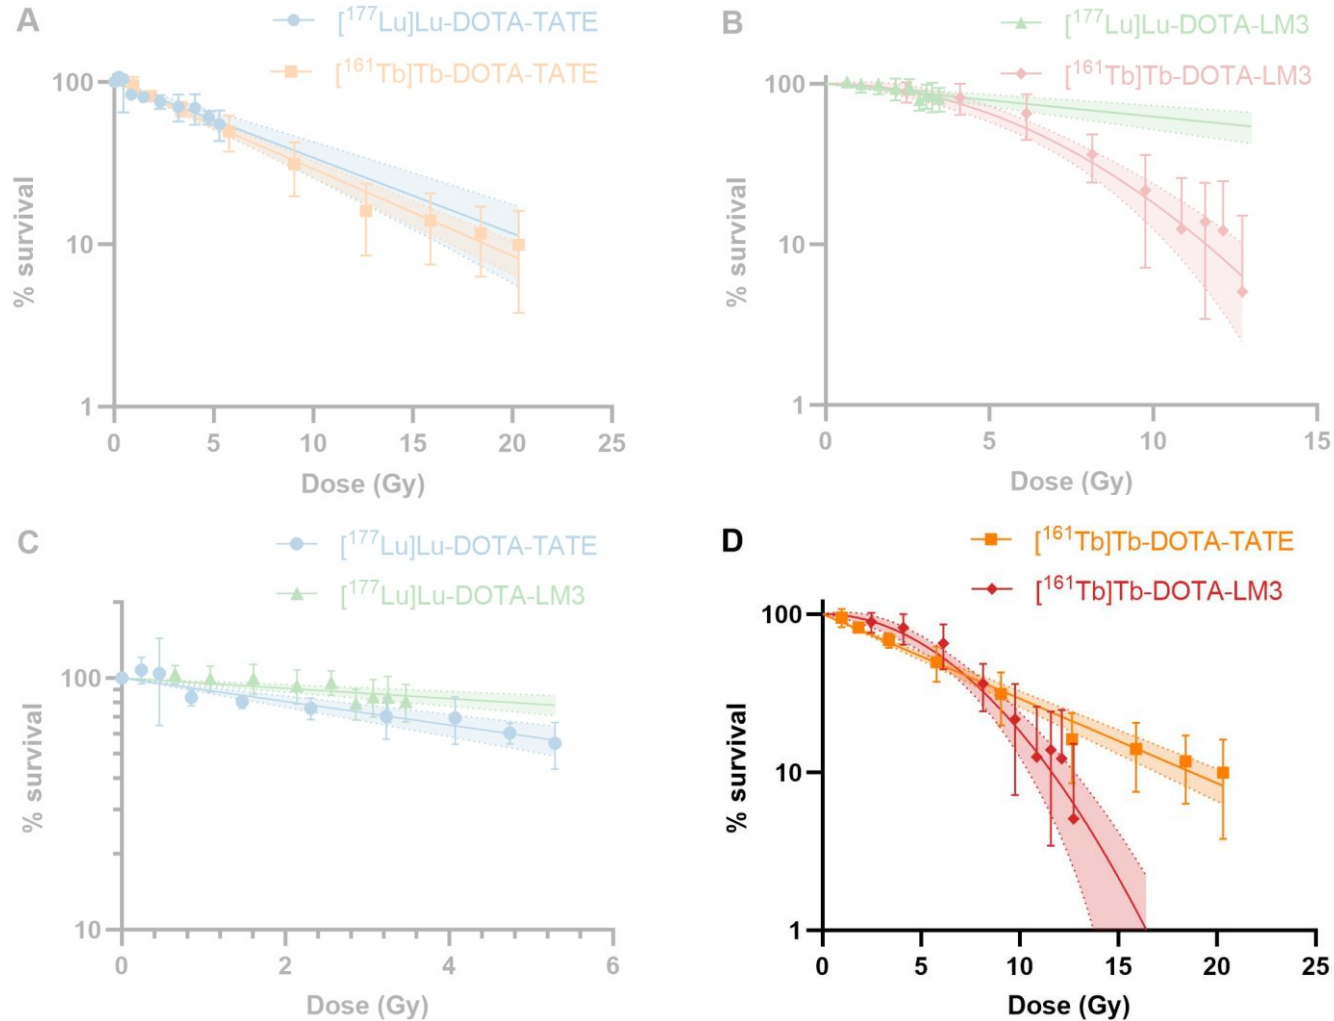 A
[177Lu]Lu-DOTA-TATE
[161Tb]Tb-DOTA-TATE
100
10
1
% survival
0 5 10 15 20 25
Dose (Gy)
B
[177Lu]Lu-DOTA-LM3
[161Tb]Tb-DOTA-LM3
100
10
1
% survival
0 5 10 15
Dose (Gy)
C
[177Lu]Lu-DOTA-TATE
[177Lu]Lu-DOTA-LM3
100
10
% survival
0 2 4 6
Dose (Gy)
D
[161Tb]Tb-DOTA-TATE
[161Tb]Tb-DOTA-LM3
100
10
1
% survival
0 5 10 15 20 25
Dose (Gy)